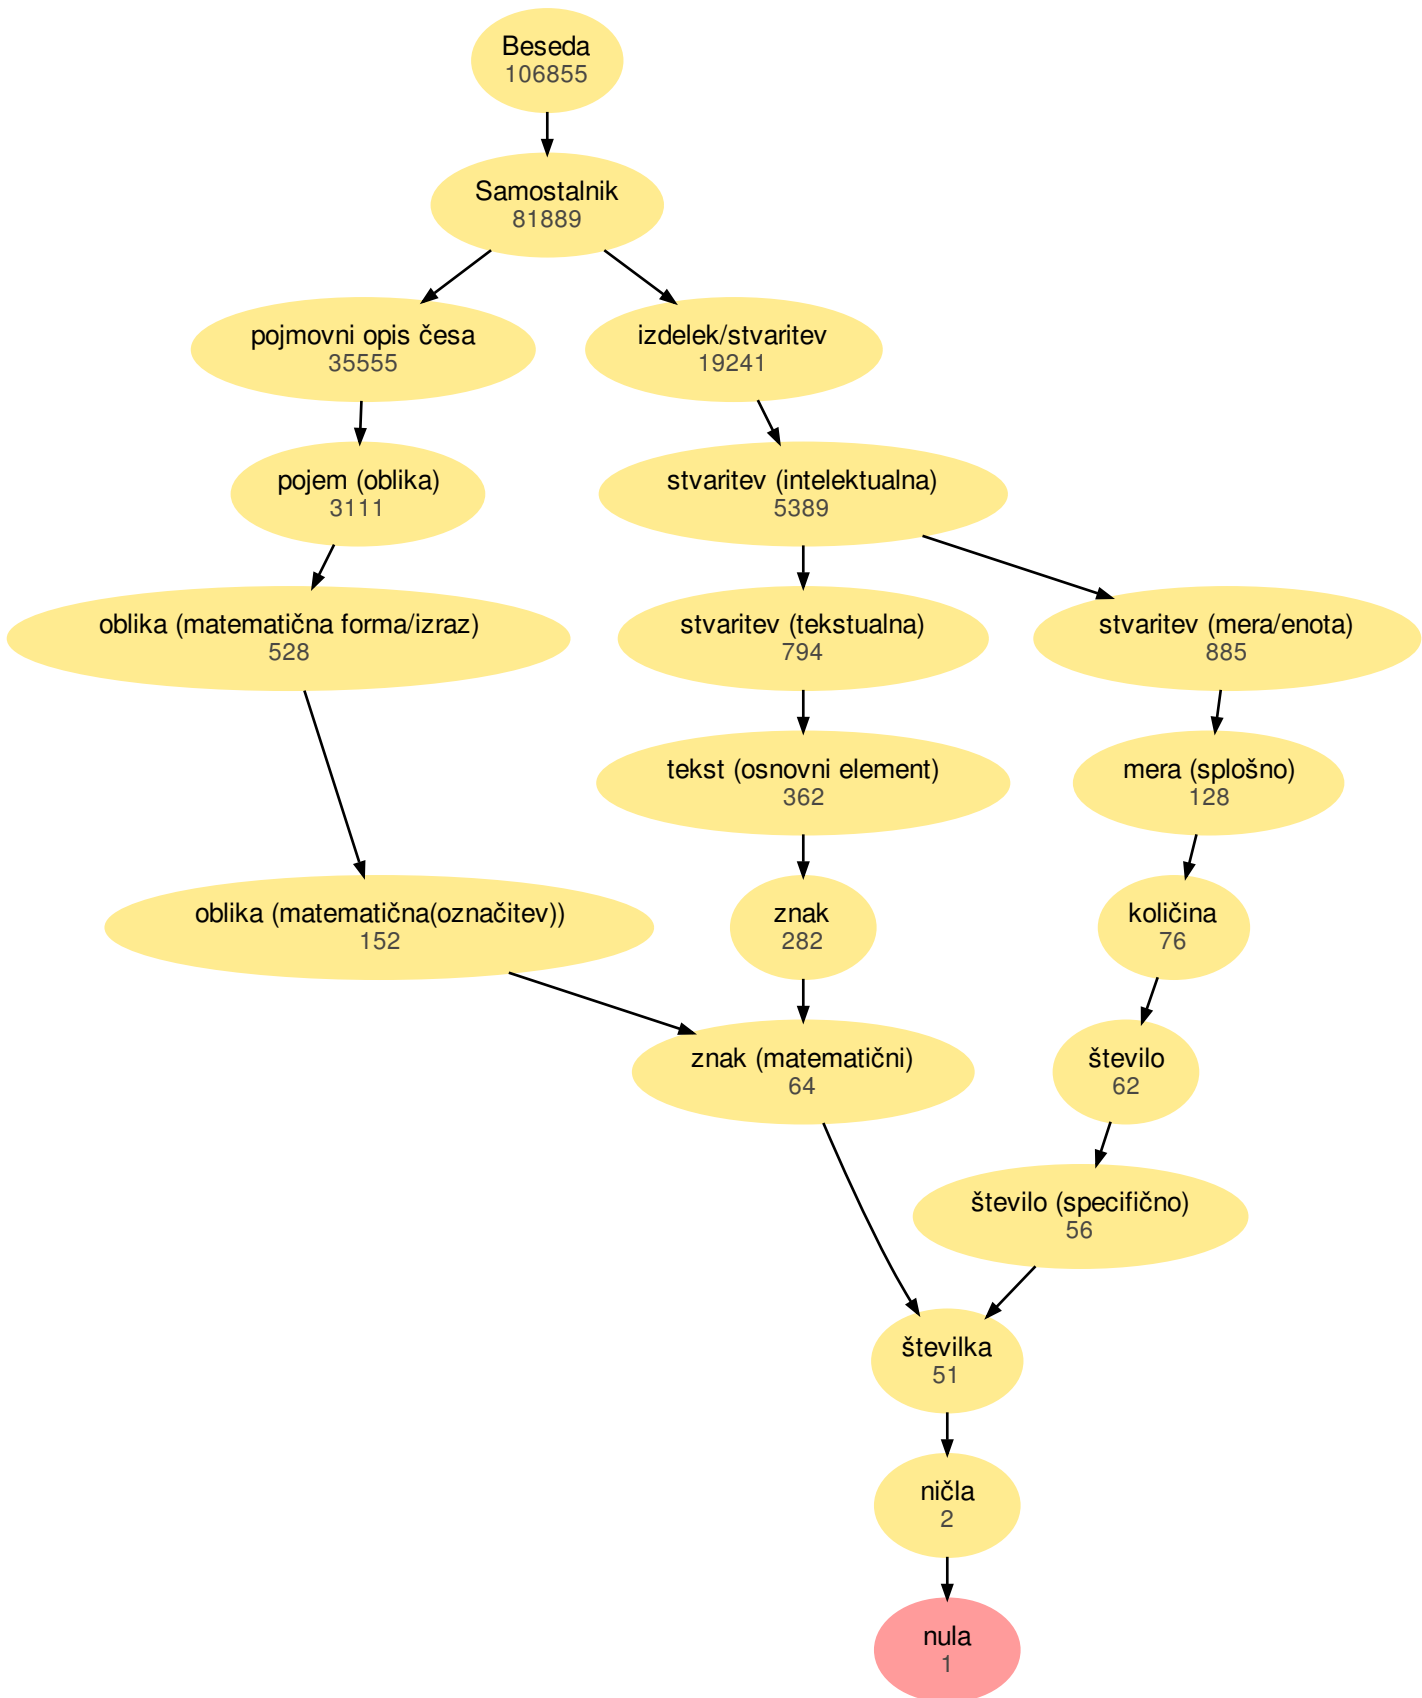 Beseda
106855
Samostalnik
81889
pojmovni opis česa
35555
izdelek/stvaritev
19241
pojem (oblika)
3111
stvaritev (intelektualna)
5389
oblika (matematična forma/izraz)
528
stvaritev (tekstualna)
794
stvaritev (mera/enota)
885
tekst (osnovni element)
362
mera (splošno)
128
oblika (matematična(označitev))
152
znak
282
količina
76
znak (matematični)
64
število
62
število (specifično)
56
številka
51
ničla
2
nula
1